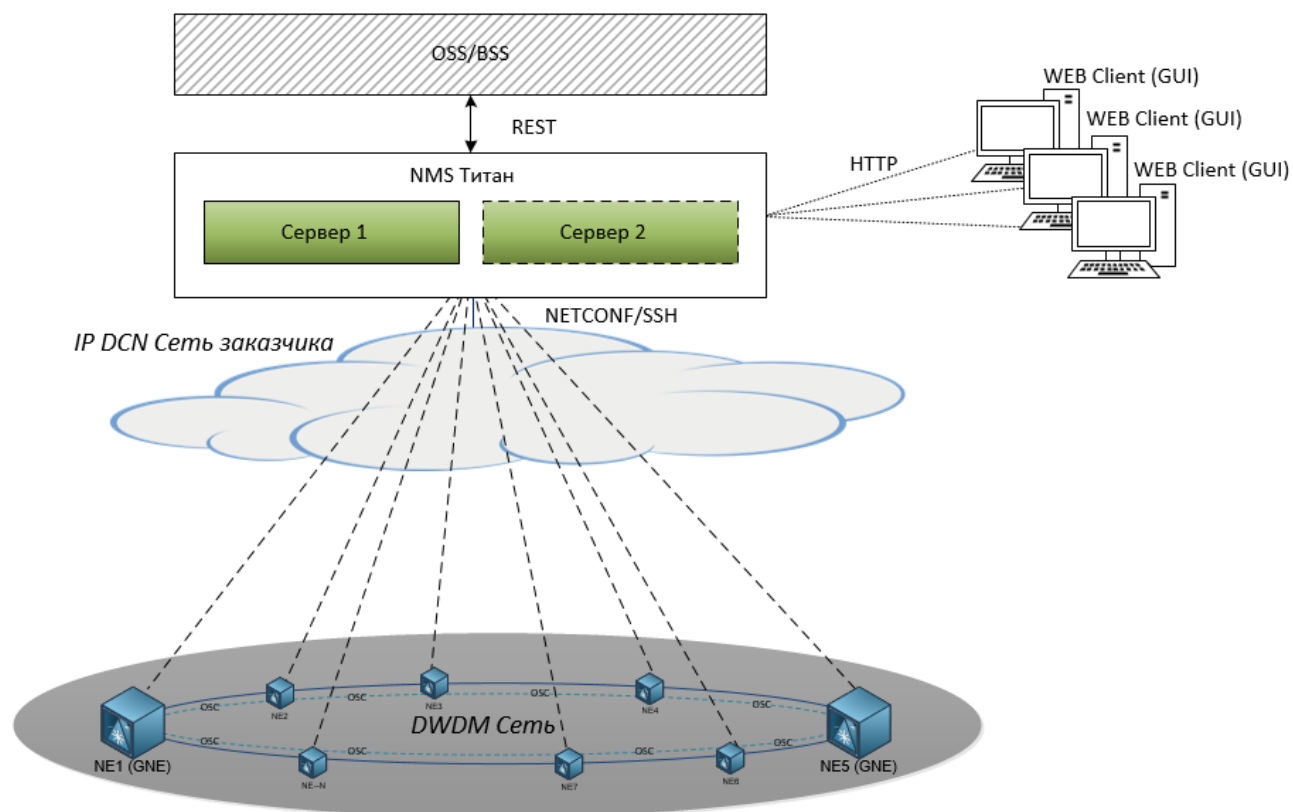 OSS/BSS
REST
WEB Client (GUI)
WEB Client (GUI)
WEB Client (GUI)
HTTP
NMS Титан
Сервер 1
Сервер 2
NETCONF/SSH
IP DCN Сеть заказчика
OSC
OSC
OSC
OSC
OSC
NE2
NE3
NE4
DWDM Сеть
OSC
OSC
OSC
OSC
NE1 (GNE)
NE5 (GNE)
NE--N
NE7
NE6